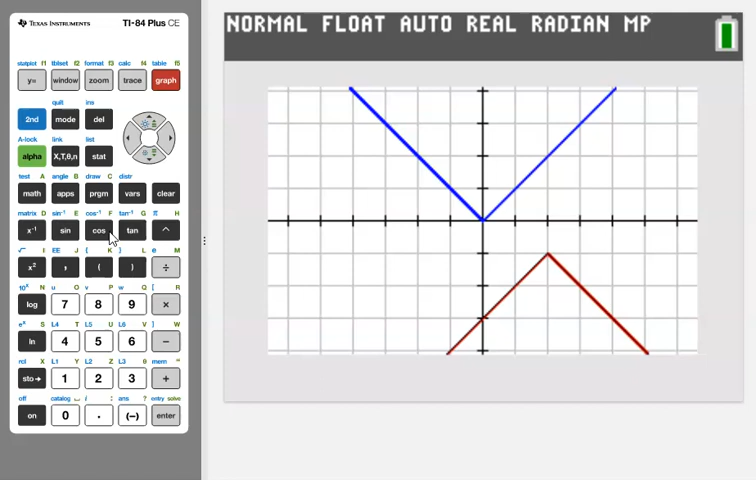 TEXAS INSTRUMENTS TI-84 Plus CE
NORMAL FLOAT AUTO REAL RADIAN MP
statplot f1 tblset f2 format f3 calc f4 table f5
y= window zoom trace graph
quit ins
2nd mode del
A-lock link list
alpha X,T,θ,n stat
test A angle B draw C distr
math apps prgm vars clear
matrix D sin⁻¹ E cos⁻¹ F tan⁻¹ G π H
x⁻¹ sin cos tan ^
√ I EE J { K } L e M
x² , ( ) ÷
10ˣ N u O v P w Q [ R
log 7 8 9 ×
eˣ S L4 T L5 U L6 V ] W
ln 4 5 6 −
rcl X L1 Y L2 Z L3 θ mem "
sto→ 1 2 3 +
off catalog i : ans ? entry solve
on 0 . (−) enter